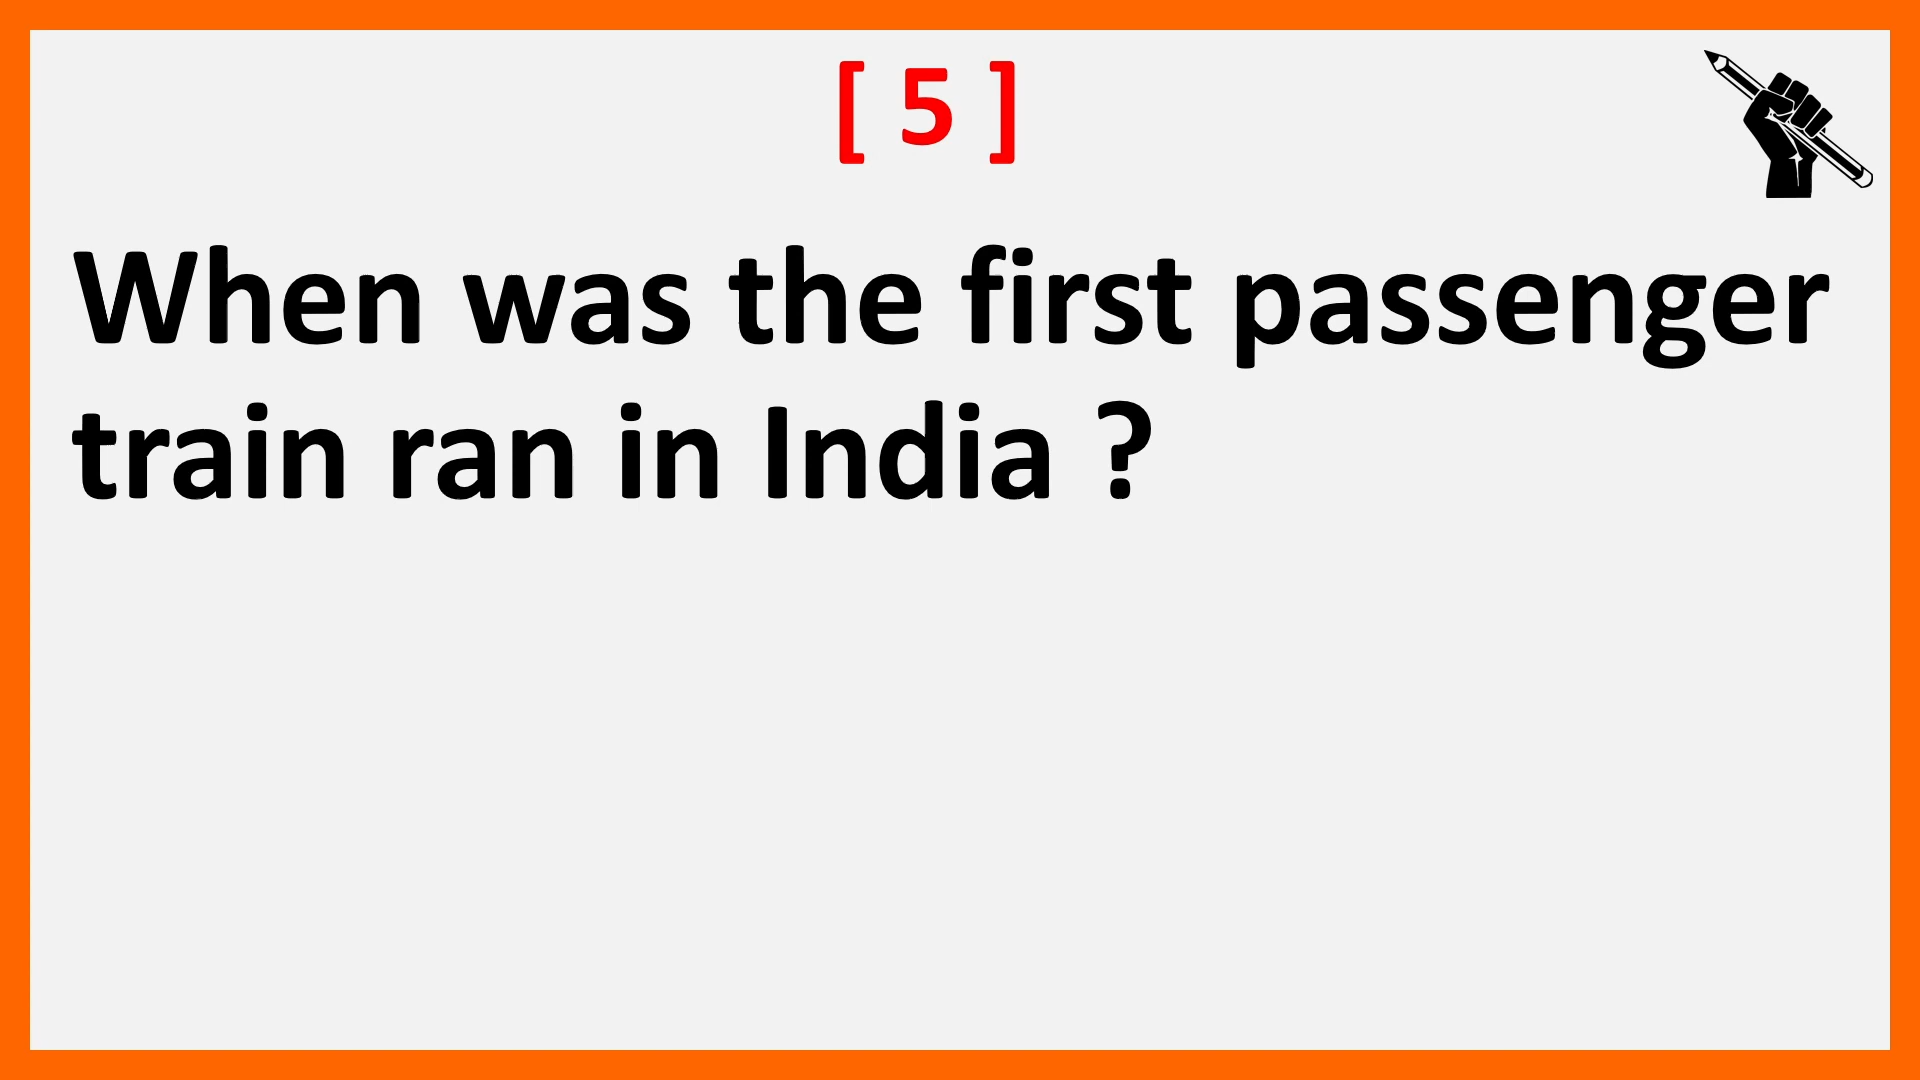 [ 5 ]
When was the first passenger
train ran in India ?